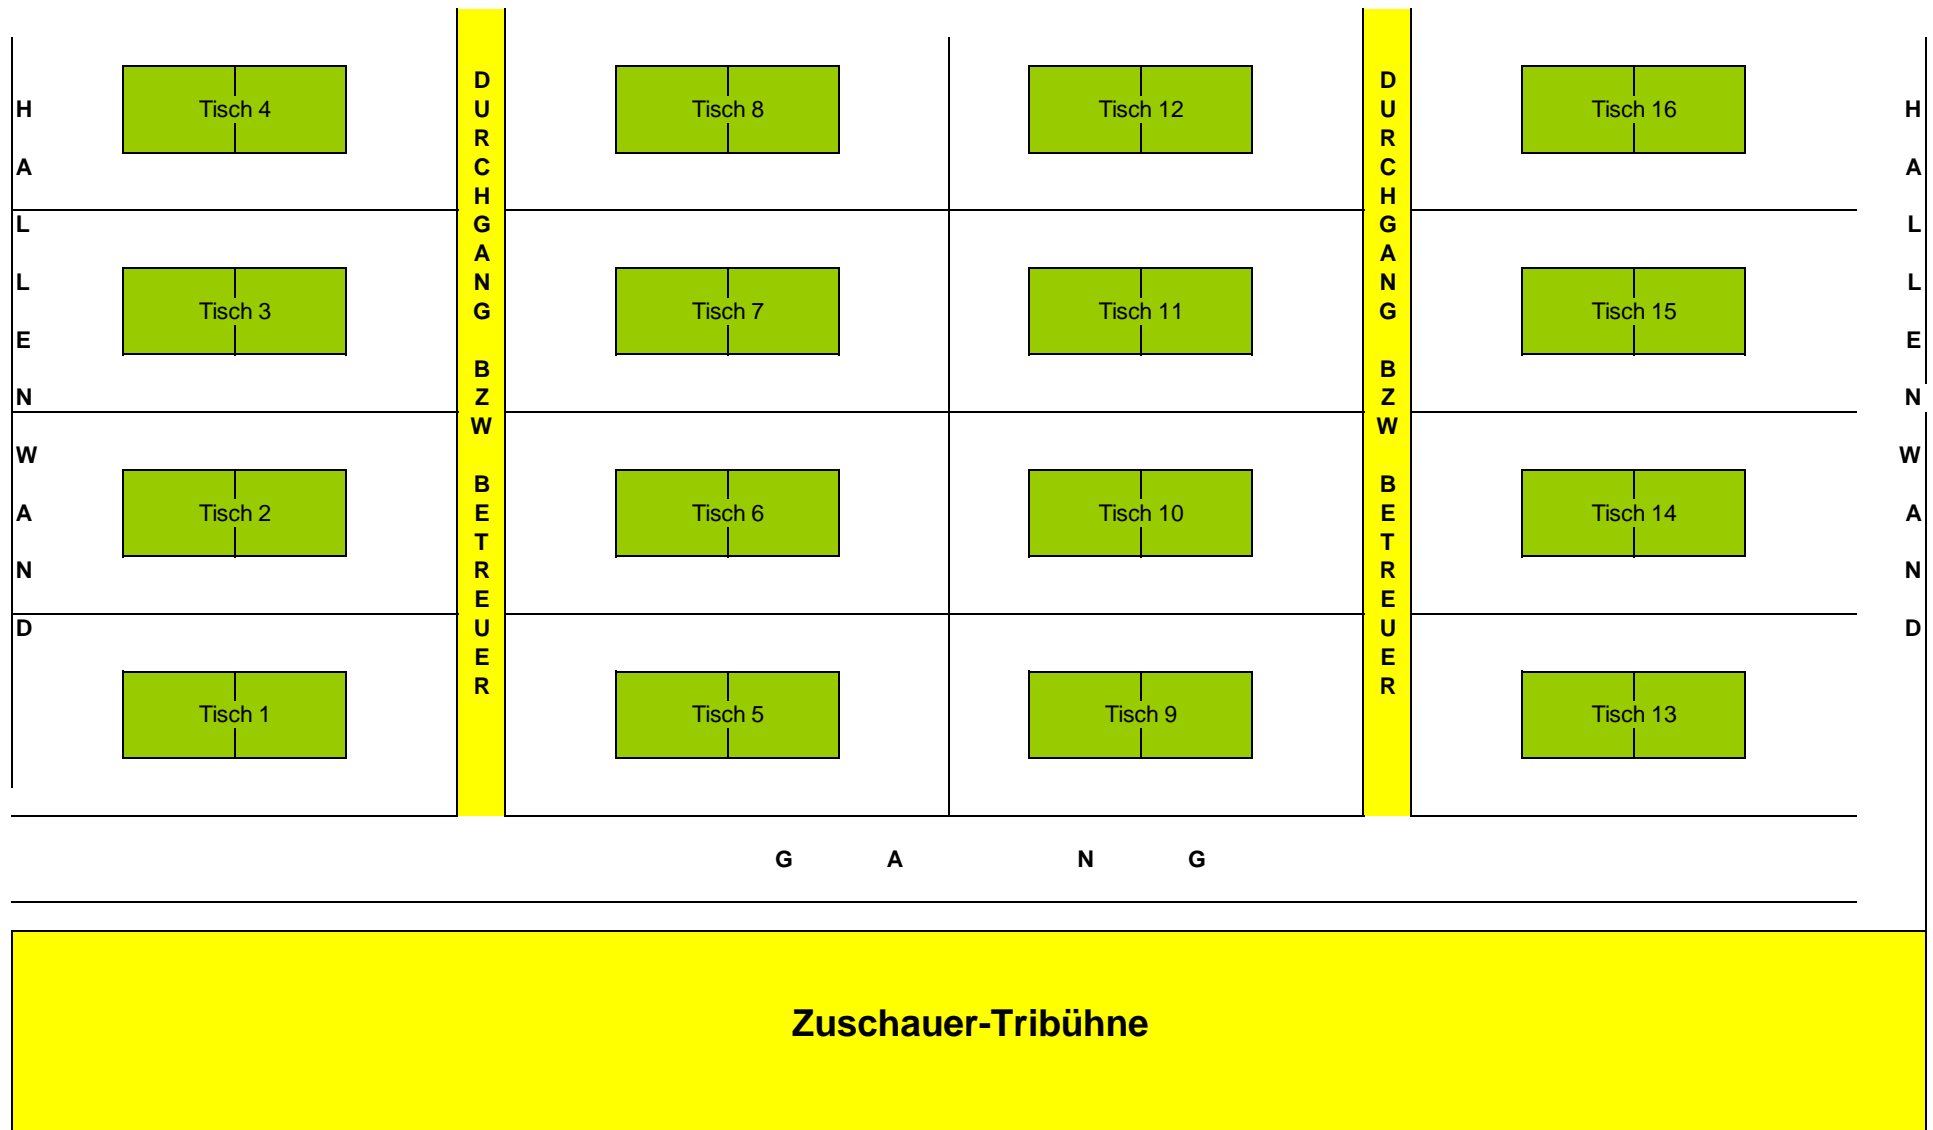 HALLENWAND
DURCHGANG BZW BETREUER
DURCHGANG BZW BETREUER
HALLENWAND
Tisch 4
Tisch 8
Tisch 12
Tisch 16
Tisch 3
Tisch 7
Tisch 11
Tisch 15
Tisch 2
Tisch 6
Tisch 10
Tisch 14
Tisch 1
Tisch 5
Tisch 9
Tisch 13
G A N G
Zuschauer-Tribühne